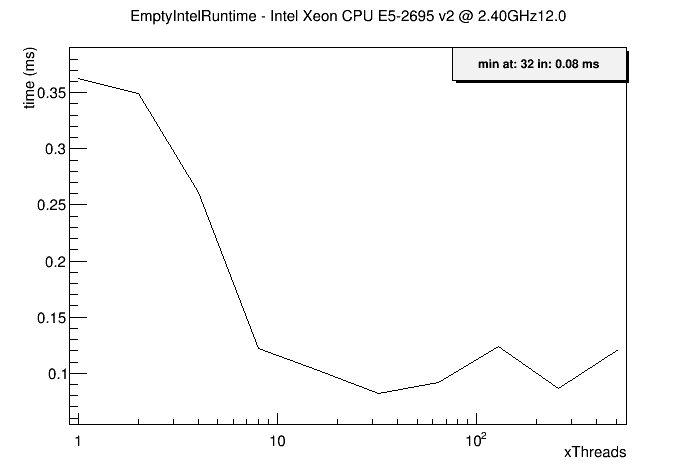 EmptyIntelRuntime - Intel Xeon CPU E5-2695 v2 @ 2.40GHz12.0
min at: 32 in: 0.08 ms
time (ms)
0.35
0.3
0.25
0.2
0.15
0.1
1 10 10²
xThreads